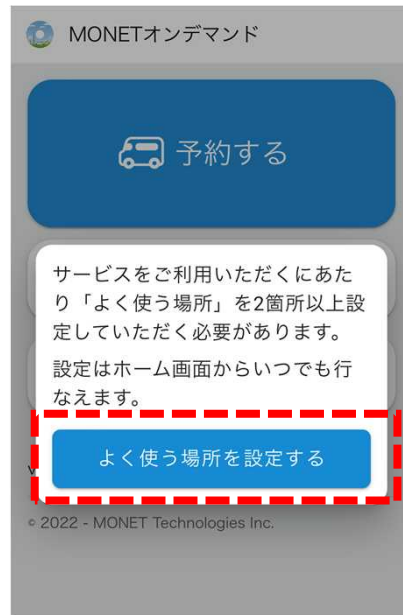 MONETオンデマンド
予約する
サービスをご利用いただくにあた
り「よく使う場所」を2箇所以上設
定していただく必要があります。
設定はホーム画面からいつでも行
なえます。
よく使う場所を設定する
© 2022 - MONET Technologies Inc.